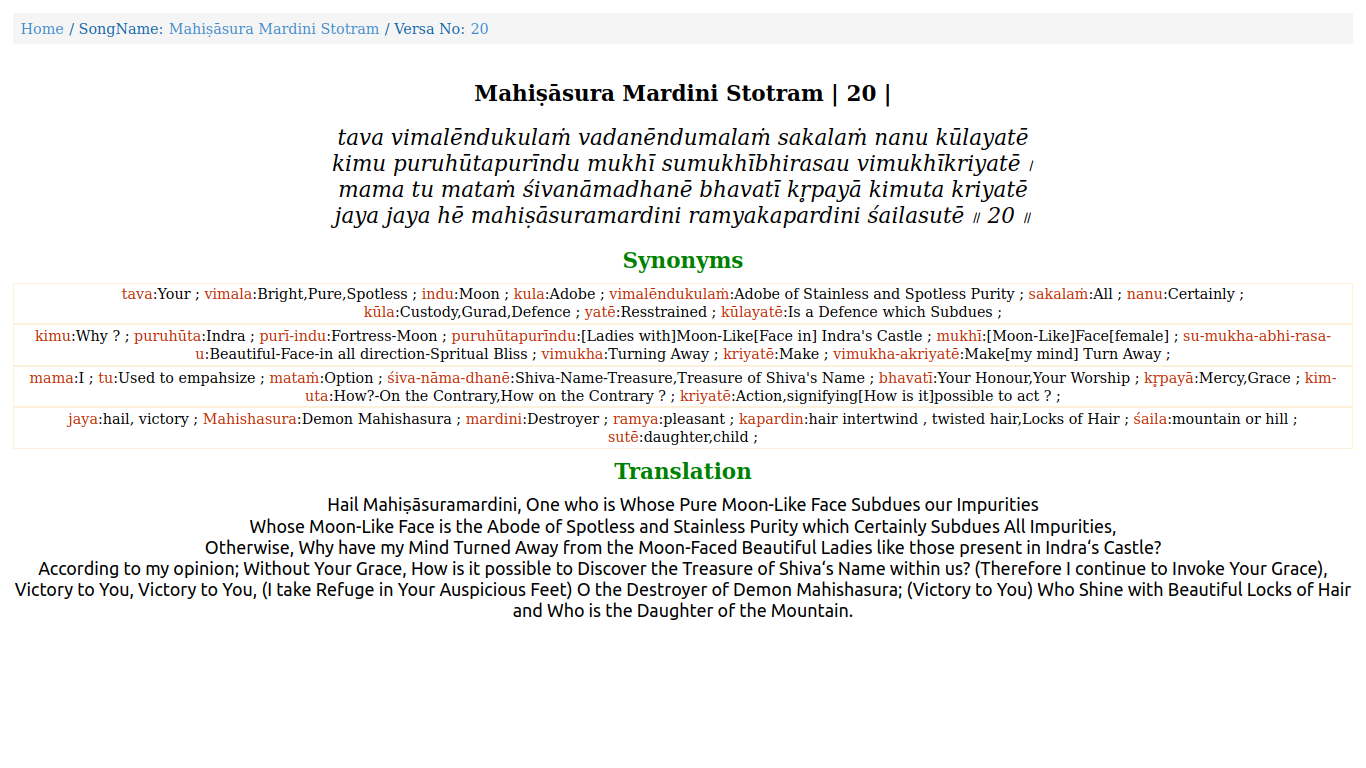 Home / SongName: Mahiṣāsura Mardini Stotram / Versa No: 20
Mahiṣāsura Mardini Stotram | 20 |
tava vimalēndukulaṁ vadanēndumalaṁ sakalaṁ nanu kūlayatē
kimu puruhūtapurīndu mukhī sumukhībhirasau vimukhīkriyatē ।
mama tu mataṁ śivanāmadhanē bhavatī kr̥payā kimuta kriyatē
jaya jaya hē mahiṣāsuramardini ramyakapardini śailasutē ॥ 20 ॥
Synonyms
tava:Your ; vimala:Bright,Pure,Spotless ; indu:Moon ; kula:Adobe ; vimalēndukulaṁ:Adobe of Stainless and Spotless Purity ; sakalaṁ:All ; nanu:Certainly ;
kūla:Custody,Gurad,Defence ; yatē:Resstrained ; kūlayatē:Is a Defence which Subdues ;
kimu:Why ? ; puruhūta:Indra ; purī-indu:Fortress-Moon ; puruhūtapurīndu:[Ladies with]Moon-Like[Face in] Indra's Castle ; mukhī:[Moon-Like]Face[female] ; su-mukha-abhi-rasa-
u:Beautiful-Face-in all direction-Spritual Bliss ; vimukha:Turning Away ; kriyatē:Make ; vimukha-akriyatē:Make[my mind] Turn Away ;
mama:I ; tu:Used to empahsize ; mataṁ:Option ; śiva-nāma-dhanē:Shiva-Name-Treasure,Treasure of Shiva's Name ; bhavatī:Your Honour,Your Worship ; kr̥payā:Mercy,Grace ; kim-
uta:How?-On the Contrary,How on the Contrary ? ; kriyatē:Action,signifying[How is it]possible to act ? ;
jaya:hail, victory ; Mahishasura:Demon Mahishasura ; mardini:Destroyer ; ramya:pleasant ; kapardin:hair intertwind , twisted hair,Locks of Hair ; śaila:mountain or hill ;
sutē:daughter,child ;
Translation
Hail Mahiṣāsuramardini, One who is Whose Pure Moon-Like Face Subdues our Impurities
Whose Moon-Like Face is the Abode of Spotless and Stainless Purity which Certainly Subdues All Impurities,
Otherwise, Why have my Mind Turned Away from the Moon-Faced Beautiful Ladies like those present in Indra‘s Castle?
According to my opinion; Without Your Grace, How is it possible to Discover the Treasure of Shiva‘s Name within us? (Therefore I continue to Invoke Your Grace),
Victory to You, Victory to You, (I take Refuge in Your Auspicious Feet) O the Destroyer of Demon Mahishasura; (Victory to You) Who Shine with Beautiful Locks of Hair
and Who is the Daughter of the Mountain.